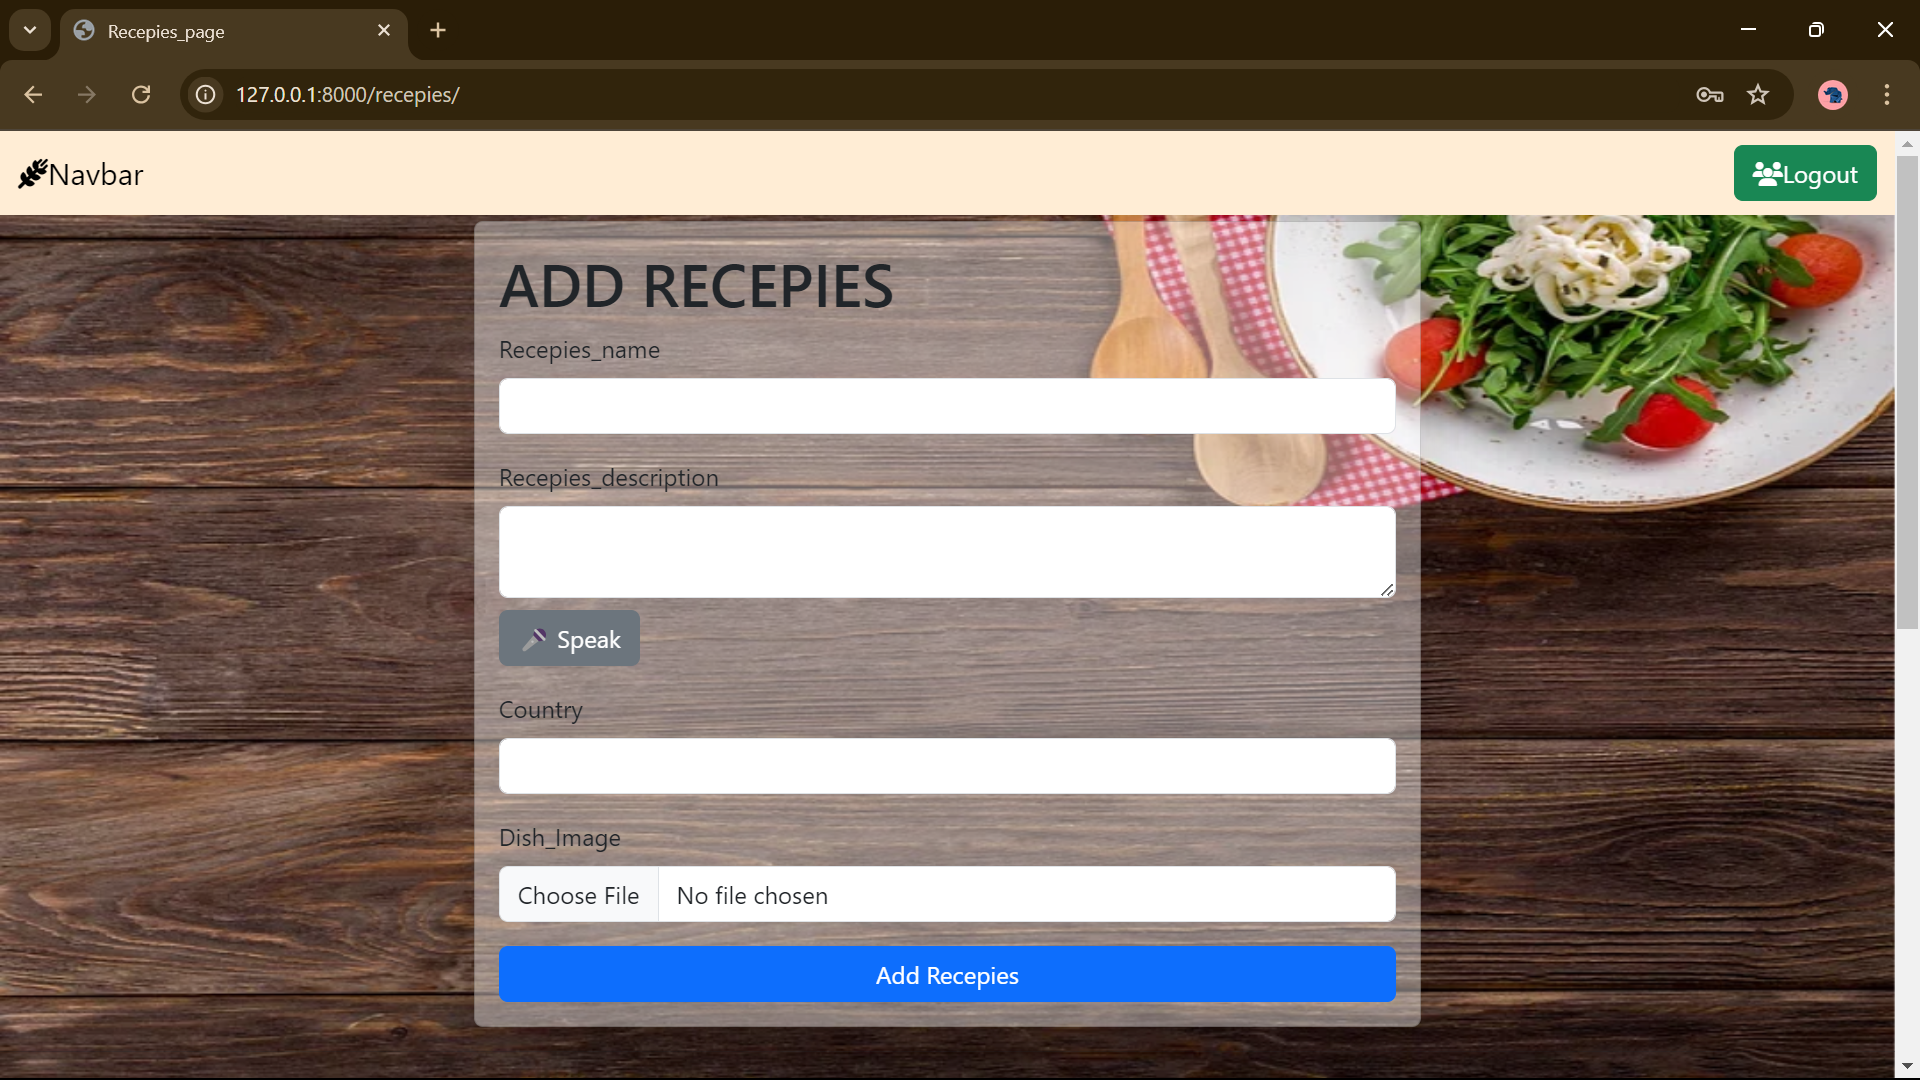 Recepies_page
127.0.0.1:8000/recepies/
Navbar
Logout
ADD RECEPIES
Recepies_name
Recepies_description
Speak
Country
Dish_Image
Choose File No file chosen
Add Recepies